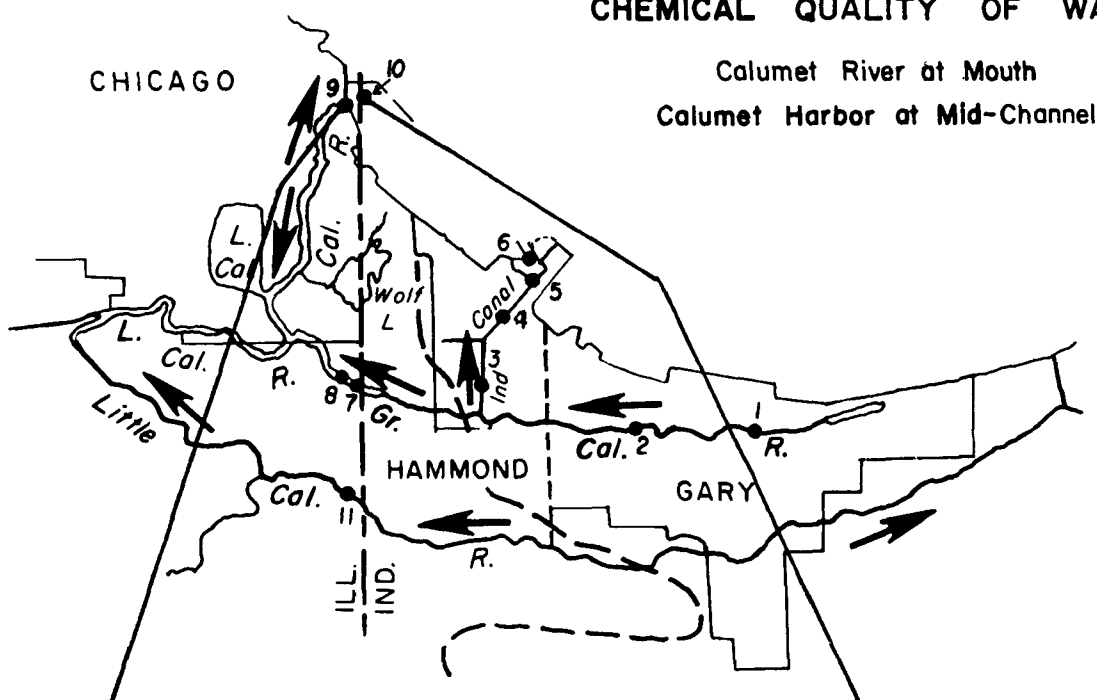 CHEMICAL QUALITY OF WA
Calumet River at Mouth
Calumet Harbor at Mid-Channel
CHICAGO
9
10
R.
Cal.
L.
Ca
Wolf
L
6
5
Canal
4
3
Ind
L.
Cal.
R.
8
7
Gr.
Cal.
2
1
R.
Little
Cal.
11
R.
HAMMOND
GARY
ILL.
IND.